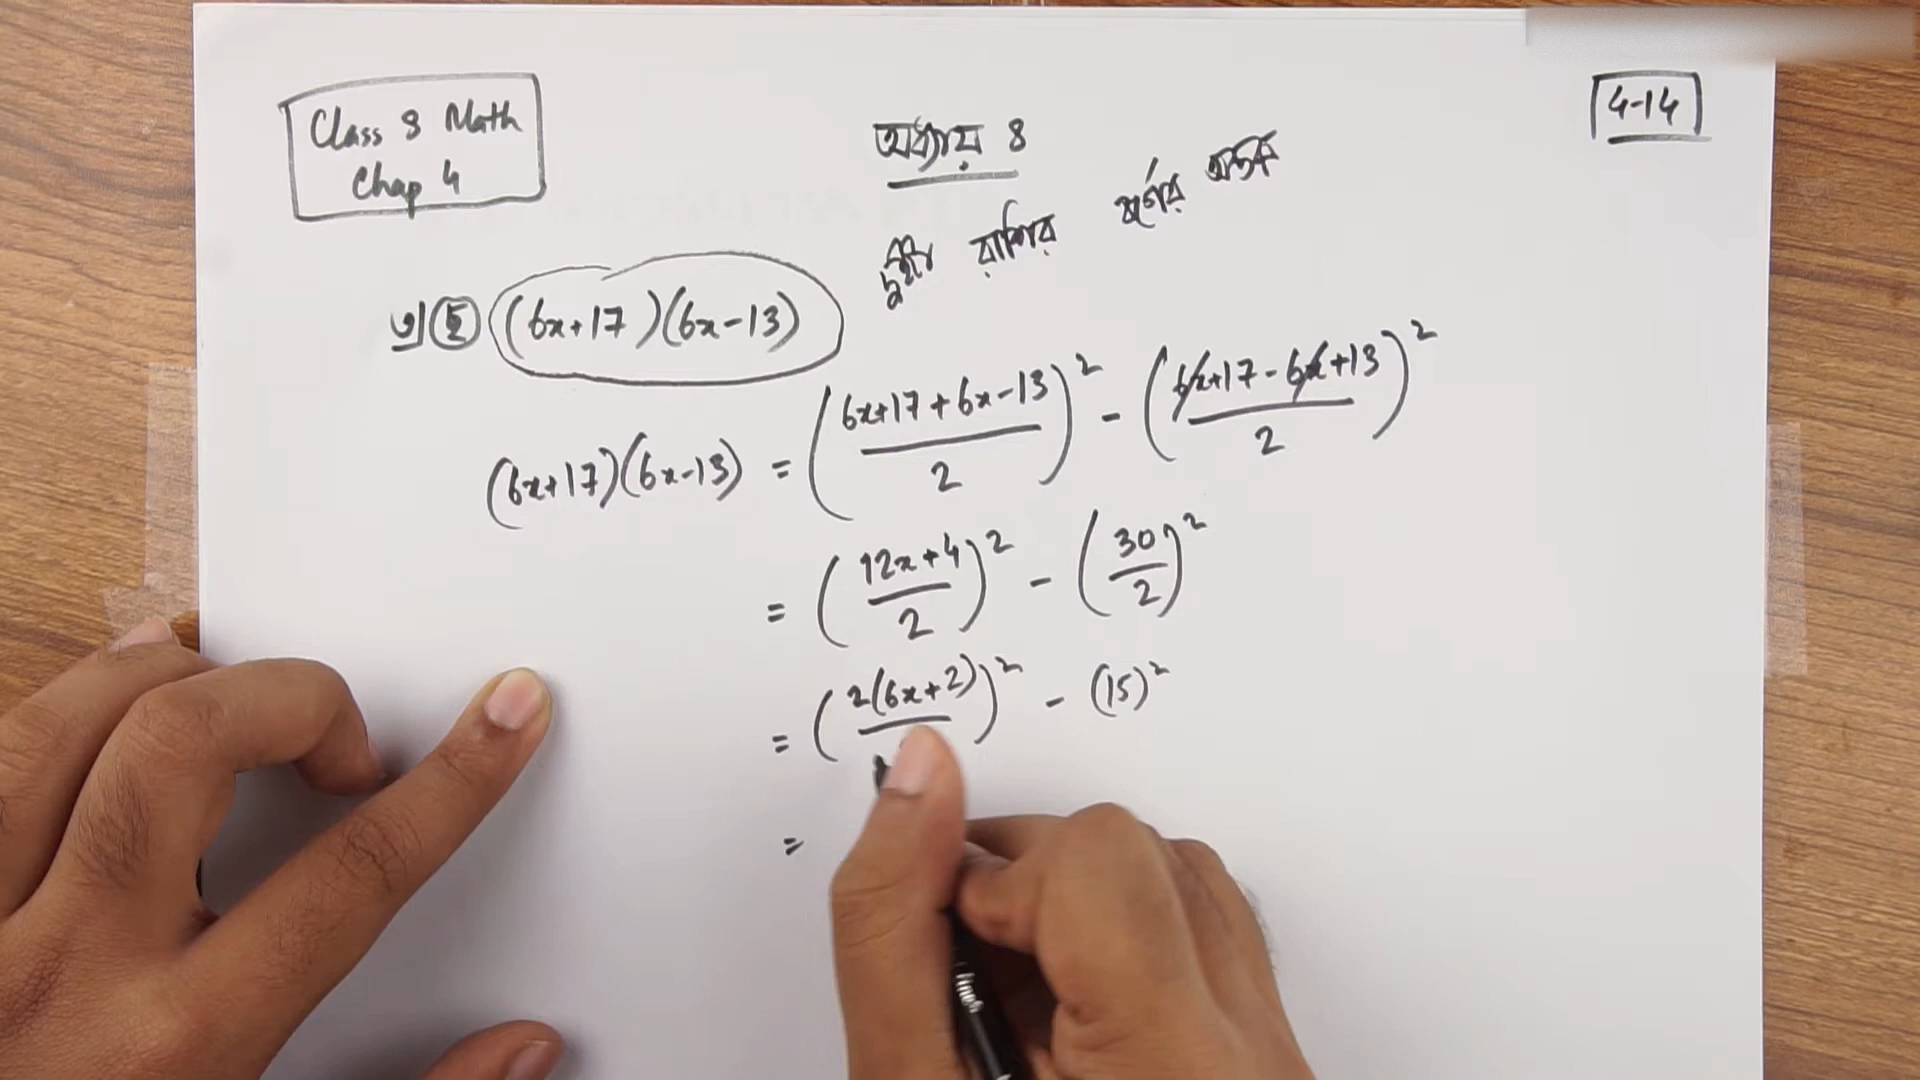 Class 8 Math
Chap 4
4-14
অধ্যায় ৪
দুইটি রাশির বর্গের অন্তর
(6x+17)(6x-13)
(6x+17)(6x-13) = ((6x+17+6x-13)/2)² - ((6x+17-6x+13)/2)²
= ((12x+4)/2)² - (30/2)²
= (2(6x+2)/)² - (15)²
=